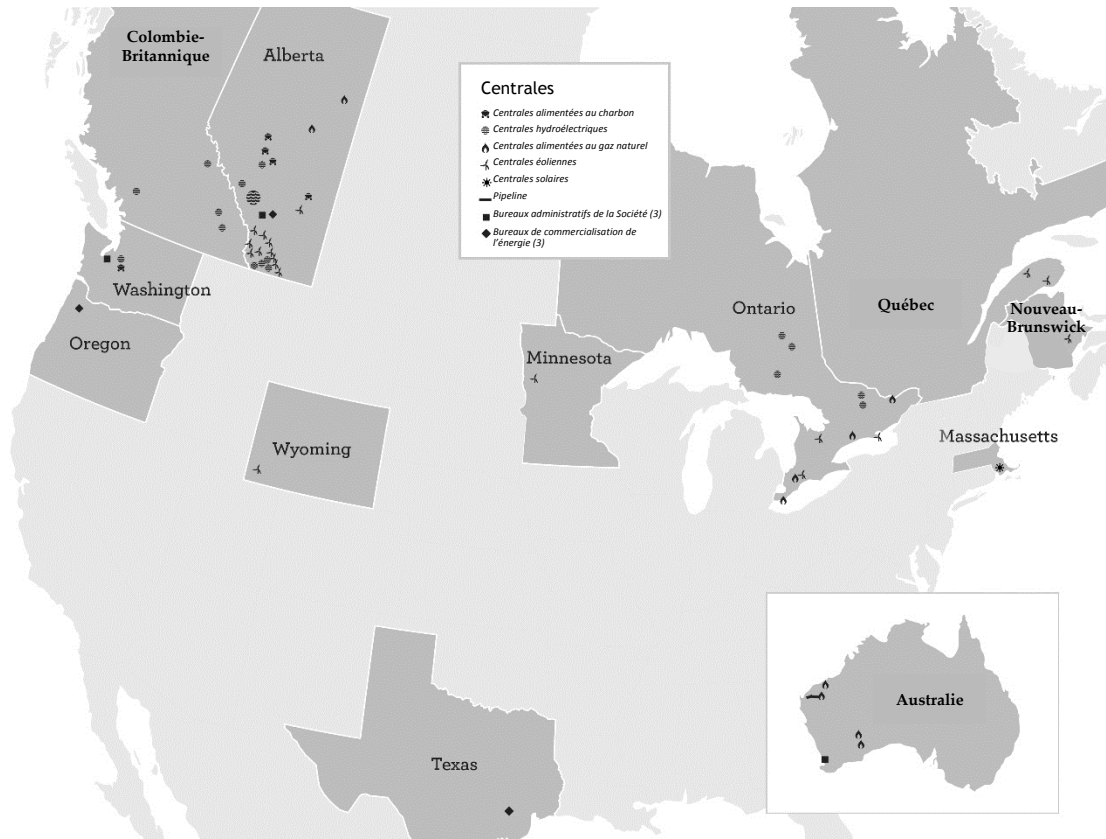 Colombie-
Britannique
Alberta
Centrales
Centrales alimentées au charbon
Centrales hydroélectriques
Centrales alimentées au gaz naturel
Centrales éoliennes
Centrales solaires
Pipeline
Bureaux administratifs de la Société (3)
Bureaux de commercialisation de
l'énergie (3)
Washington
Oregon
Wyoming
Minnesota
Ontario
Québec
Nouveau-
Brunswick
Massachusetts
Texas
Australie